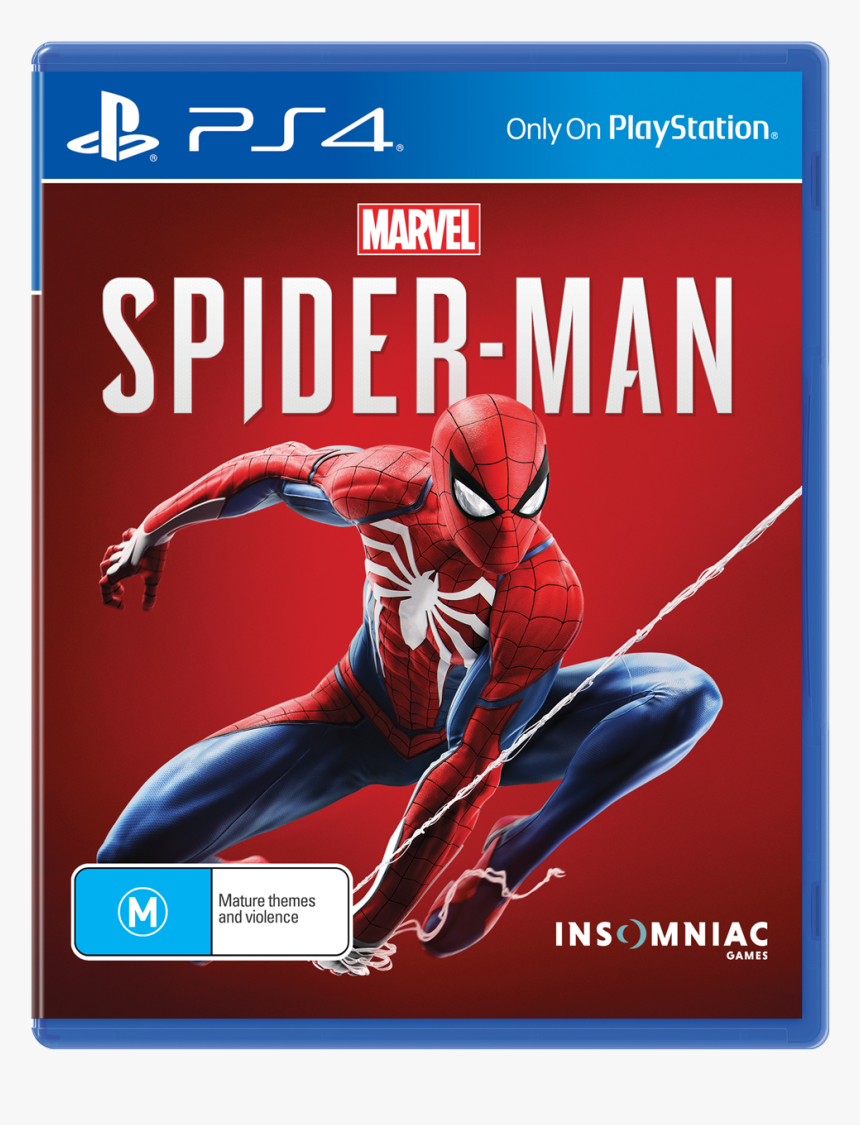 PS4
Only On PlayStation
MARVEL
SPIDER-MAN
M
Mature themes
and violence
INSOMNIAC
GAMES